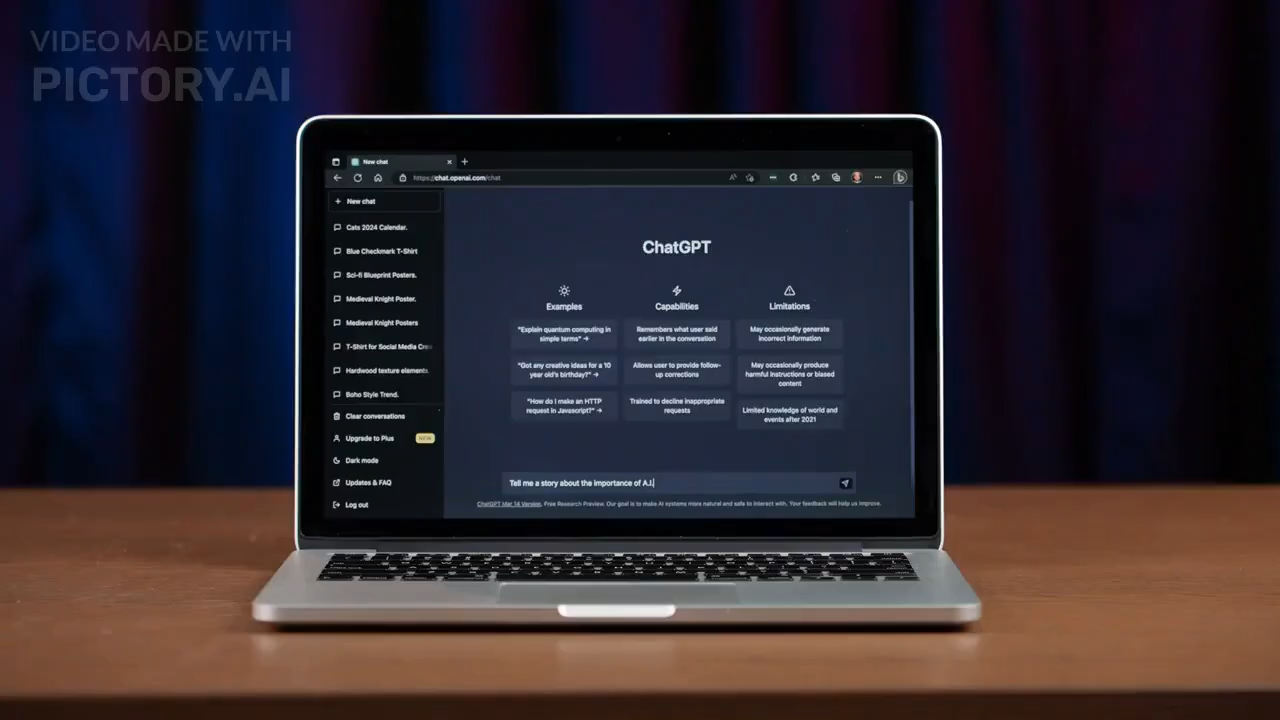 VIDEO MADE WITH
PICTORY.AI
New chat
https://chat.openai.com/chat
New chat
Cats 2024 Calendar.
Blue Checkmark T-Shirt
Sci-fi Blueprint Posters.
Medieval Knight Poster.
Medieval Knight Posters
T-Shirt for Social Media Cre
Hardwood texture elements.
Boho Style Trend.
Clear conversations
Upgrade to Plus
NEW
Dark mode
Updates & FAQ
Log out
ChatGPT
Examples
"Explain quantum computing in
simple terms" →
"Got any creative ideas for a 10
year old's birthday?" →
"How do I make an HTTP
request in Javascript?" →
Capabilities
Remembers what user said
earlier in the conversation
Allows user to provide follow-
up corrections
Trained to decline inappropriate
requests
Limitations
May occasionally generate
incorrect information
May occasionally produce
harmful instructions or biased
content
Limited knowledge of world and
events after 2021
Tell me a story about the importance of A.I.
ChatGPT Mar 14 Version. Free Research Preview. Our goal is to make AI systems more natural and safe to interact with. Your feedback will help us improve.